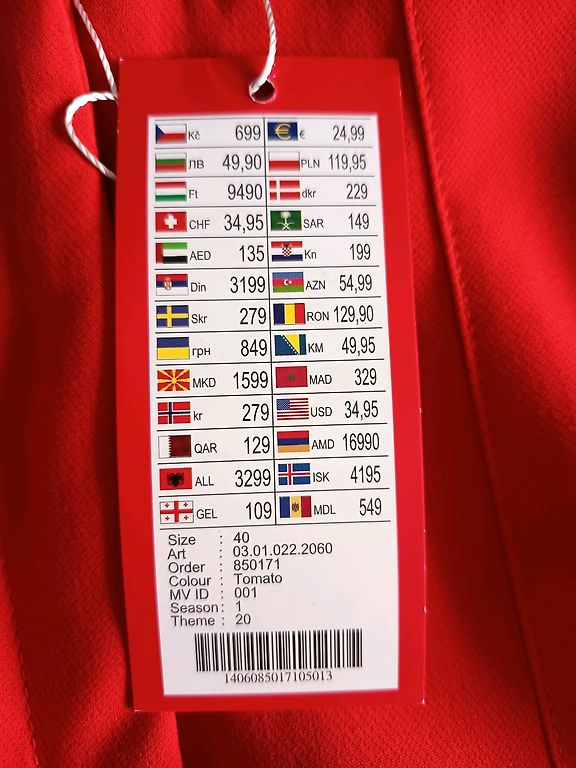 Kč 699 € 24,99
ЛВ 49,90 PLN 119,95
Ft 9490 dkr 229
CHF 34,95 SAR 149
AED 135 Kn 199
Din 3199 AZN 54,99
Skr 279 RON 129,90
грн 849 KM 49,95
MKD 1599 MAD 329
kr 279 USD 34,95
QAR 129 AMD 16990
ALL 3299 ISK 4195
GEL 109 MDL 549
Size : 40
Art : 03.01.022.2060
Order : 850171
Colour : Tomato
MV ID : 001
Season : 1
Theme : 20
1406085017105013